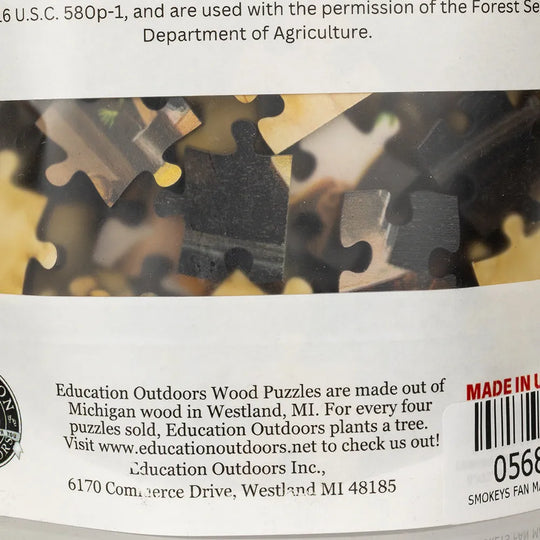 16 U.S.C. 580p-1, and are used with the permission of the Forest Se
Department of Agriculture.
Education Outdoors Wood Puzzles are made out of
Michigan wood in Westland, MI. For every four
puzzles sold, Education Outdoors plants a tree.
Visit www.educationoutdoors.net to check us out!
Education Outdoors Inc.,
6170 Commerce Drive, Westland MI 48185
MADE IN U
0568
SMOKEYS FAN MA